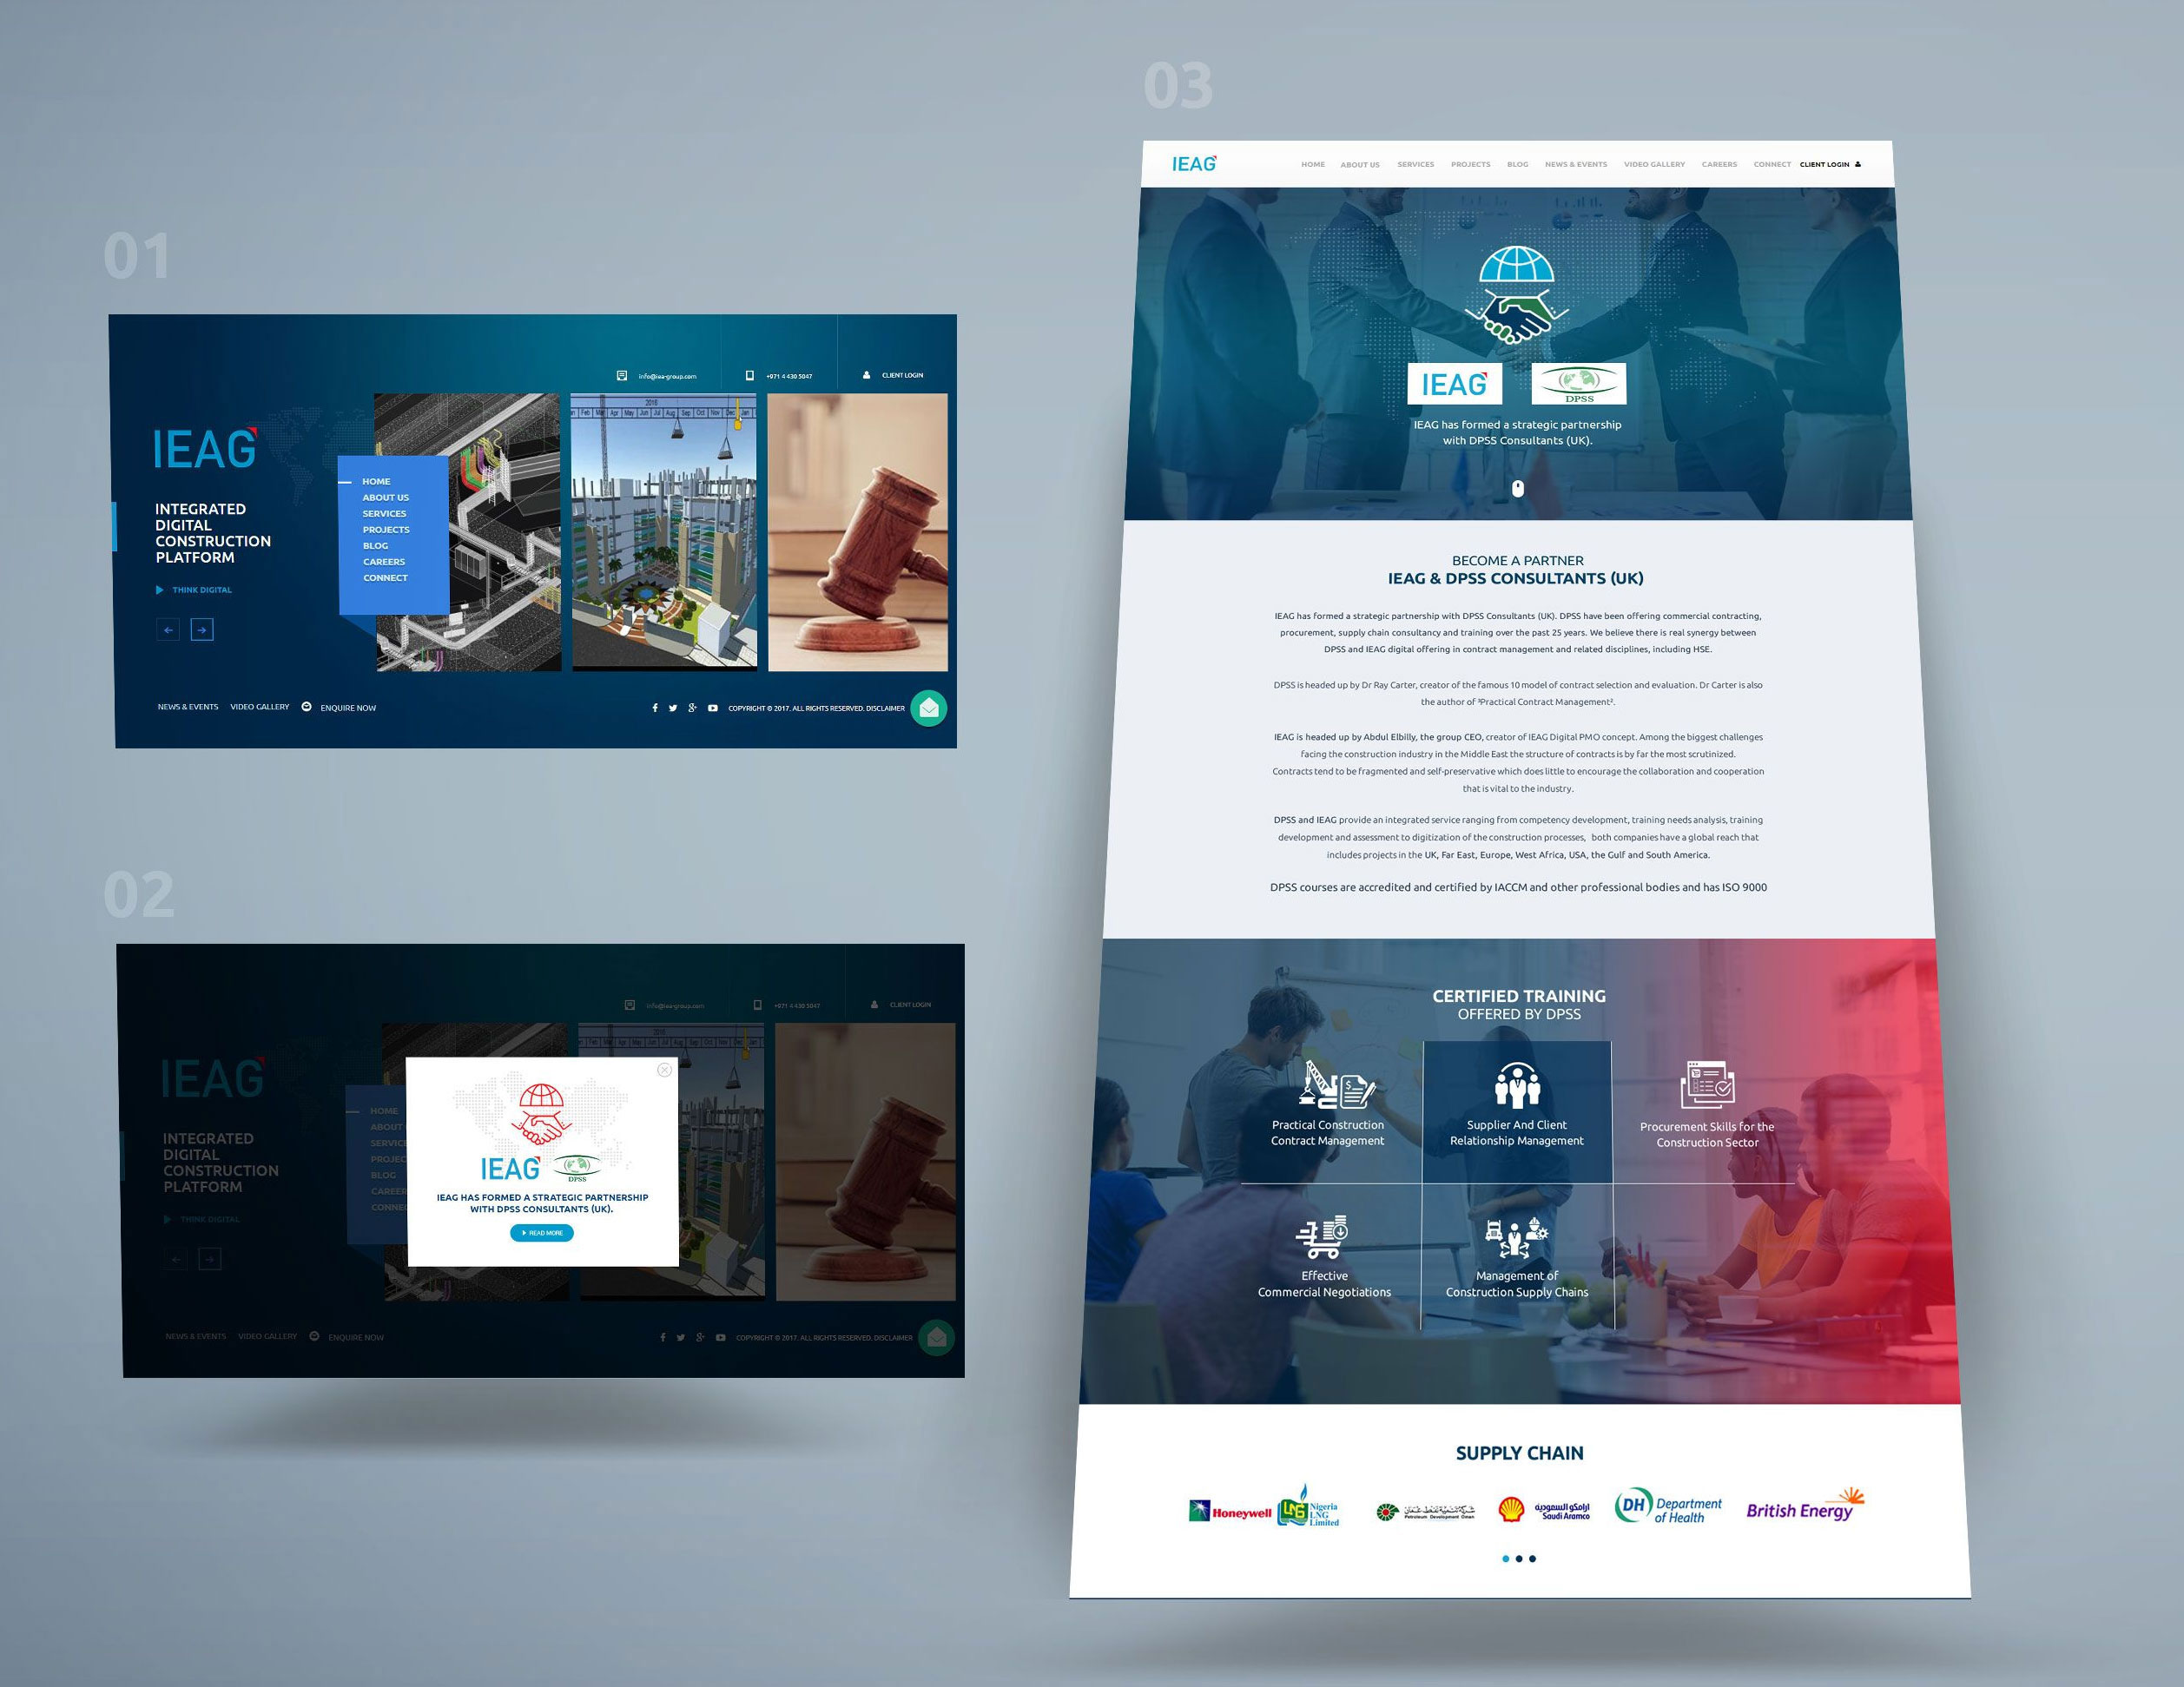 01
info@iea-group.com
+971 4 430 5047
CLIENT LOGIN
IEAG
INTEGRATED
DIGITAL
CONSTRUCTION
PLATFORM
THINK DIGITAL
HOME
ABOUT US
SERVICES
PROJECTS
BLOG
CAREERS
CONNECT
2016
Feb Mar Apr May Jun Jul Aug Sep Oct Nov Dec Jan
NEWS & EVENTS
VIDEO GALLERY
ENQUIRE NOW
COPYRIGHT © 2017. ALL RIGHTS RESERVED. DISCLAIMER
02
info@iea-group.com
+971 4 430 5047
CLIENT LOGIN
IEAG
INTEGRATED
DIGITAL
CONSTRUCTION
PLATFORM
THINK DIGITAL
HOME
ABOUT
SERVICE
PROJEC
BLOG
CAREER
CONNE
IEAG
DPSS
IEAG HAS FORMED A STRATEGIC PARTNERSHIP
WITH DPSS CONSULTANTS (UK).
READ MORE
2016
NEWS & EVENTS
VIDEO GALLERY
ENQUIRE NOW
COPYRIGHT © 2017. ALL RIGHTS RESERVED. DISCLAIMER
03
IEAG
HOME ABOUT US SERVICES PROJECTS BLOG NEWS & EVENTS VIDEO GALLERY CAREERS CONNECT CLIENT LOGIN
IEAG
DPSS
IEAG has formed a strategic partnership
with DPSS Consultants (UK).
BECOME A PARTNER
IEAG & DPSS CONSULTANTS (UK)
IEAG has formed a strategic partnership with DPSS Consultants (UK). DPSS have been offering commercial contracting,
procurement, supply chain consultancy and training over the past 25 years. We believe there is real synergy between
DPSS and IEAG digital offering in contract management and related disciplines, including HSE.
DPSS is headed up by Dr Ray Carter, creator of the famous 10 model of contract selection and evaluation. Dr Carter is also
the author of ²Practical Contract Management².
IEAG is headed up by Abdul Elbilly, the group CEO, creator of IEAG Digital PMO concept. Among the biggest challenges
facing the construction industry in the Middle East the structure of contracts is by far the most scrutinized.
Contracts tend to be fragmented and self-preservative which does little to encourage the collaboration and cooperation
that is vital to the industry.
DPSS and IEAG provide an integrated service ranging from competency development, training needs analysis, training
development and assessment to digitization of the construction processes, both companies have a global reach that
includes projects in the UK, Far East, Europe, West Africa, USA, the Gulf and South America.
DPSS courses are accredited and certified by IACCM and other professional bodies and has ISO 9000
CERTIFIED TRAINING
OFFERED BY DPSS
Practical Construction
Contract Management
Supplier And Client
Relationship Management
Procurement Skills for the
Construction Sector
Effective
Commercial Negotiations
Management of
Construction Supply Chains
SUPPLY CHAIN
Honeywell
LNG
Nigeria
LNG
Limited
Petroleum Development Oman
أرامكو السعودية
Saudi Aramco
DH
Department
of Health
British Energy